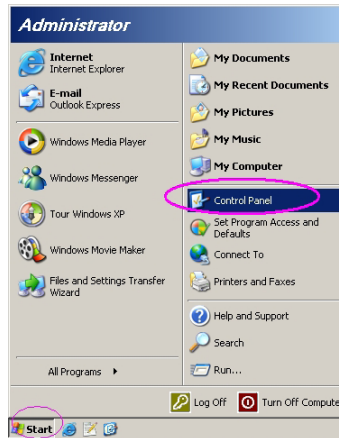 Administrator
Internet
Internet Explorer
E-mail
Outlook Express
Windows Media Player
Windows Messenger
Tour Windows XP
Windows Movie Maker
Files and Settings Transfer
Wizard
All Programs
My Documents
My Recent Documents
My Pictures
My Music
My Computer
Control Panel
Set Program Access and
Defaults
Connect To
Printers and Faxes
Help and Support
Search
Run...
Log Off
Turn Off Compute
Start